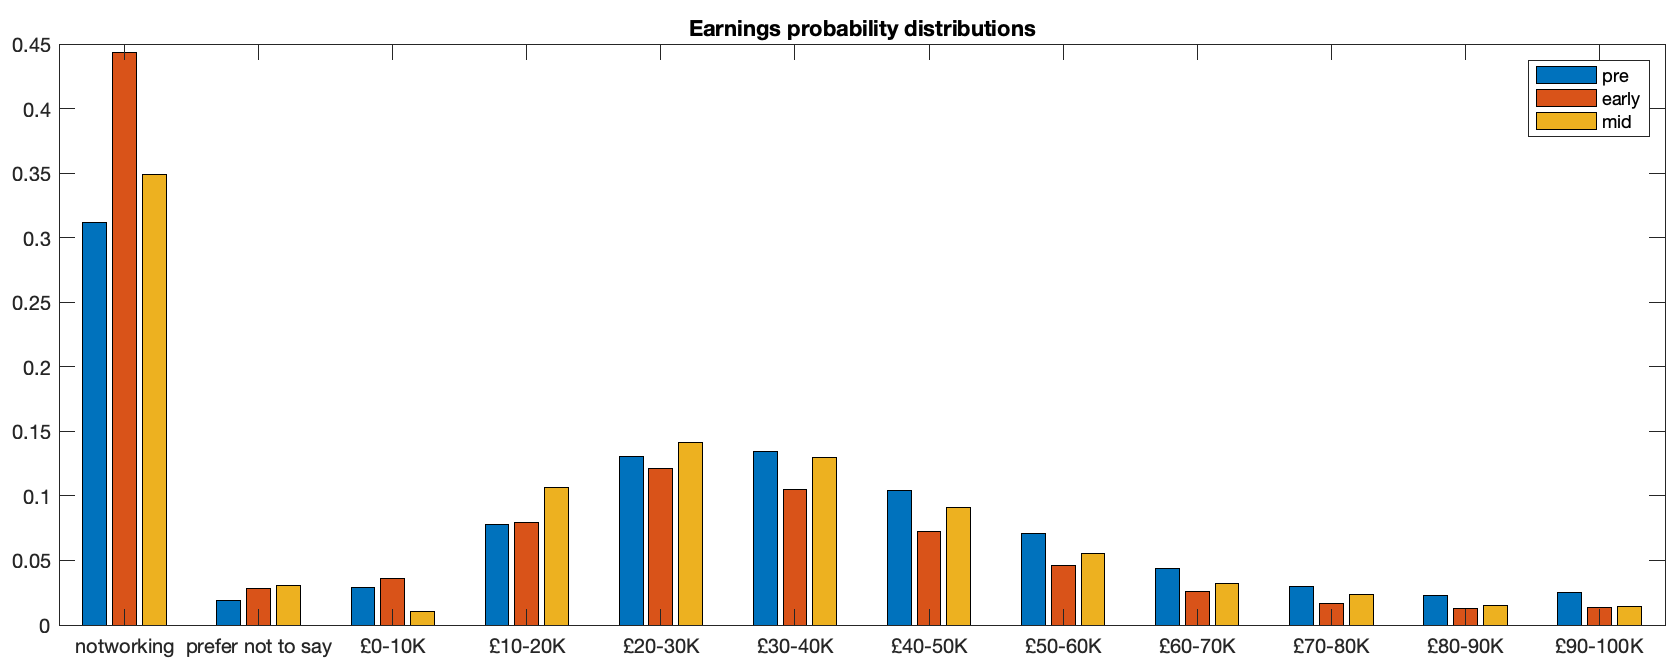 Earnings probability distributions
0.45
0.4
0.35
0.3
0.25
0.2
0.15
0.1
0.05
0
pre
early
mid
notworking prefer not to say £0-10K £10-20K £20-30K £30-40K £40-50K £50-60K £60-70K £70-80K £80-90K £90-100K